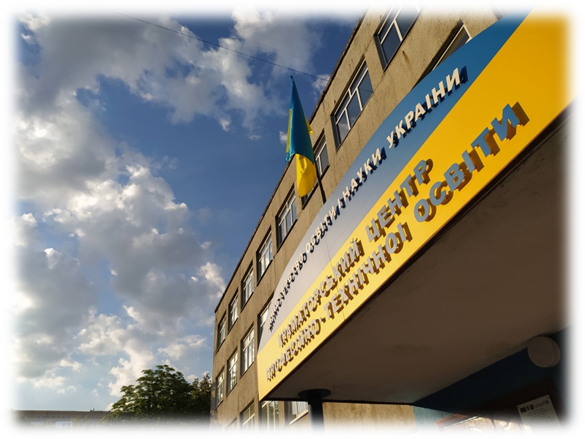 МІНІСТЕРСТВО ОСВІТИ І НАУКИ УКРАЇНИ
КРАМАТОРСЬКИЙ ЦЕНТР
ПРОФЕСІЙНО-ТЕХНІЧНОЇ ОСВІТИ